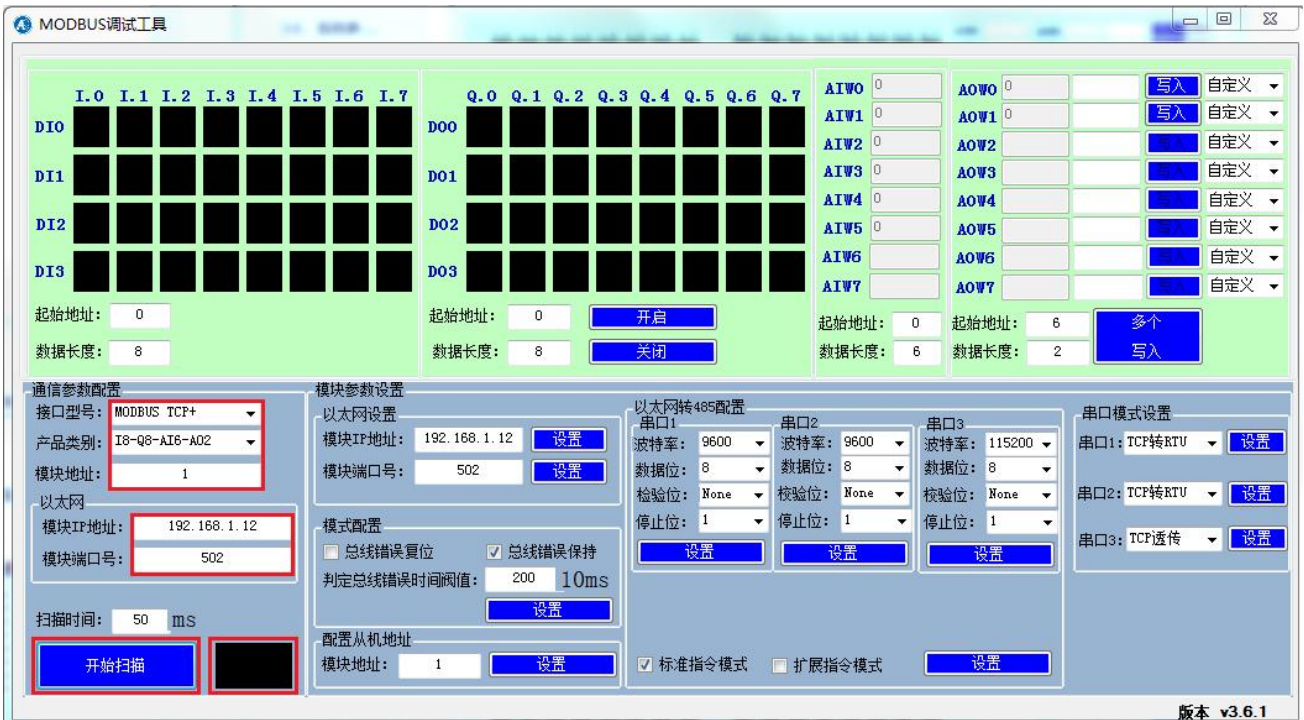 MODBUS调试工具
I.0 I.1 I.2 I.3 I.4 I.5 I.6 I.7
DI0
DI1
DI2
DI3
起始地址: 0
数据长度: 8
Q.0 Q.1 Q.2 Q.3 Q.4 Q.5 Q.6 Q.7
DO0
DO1
DO2
DO3
起始地址: 0 开启
数据长度: 8 关闭
AIW0 0
AIW1 0
AIW2 0
AIW3 0
AIW4 0
AIW5 0
AIW6
AIW7
起始地址: 0
数据长度: 6
AOW0 0 写入 自定义
AOW1 0 写入 自定义
AOW2 写入 自定义
AOW3 写入 自定义
AOW4 写入 自定义
AOW5 写入 自定义
AOW6 写入 自定义
AOW7 写入 自定义
起始地址: 6
数据长度: 2
多个
写入
通信参数配置
接口型号: MODBUS TCP+
产品类别: I8-Q8-AI6-AO2
模块地址: 1
以太网
模块IP地址: 192.168.1.12
模块端口号: 502
扫描时间: 50 ms
开始扫描
模块参数设置
以太网设置
模块IP地址: 192.168.1.12 设置
模块端口号: 502 设置
模式配置
总线错误复位 总线错误保持
判定总线错误时间阀值: 200 10ms
设置
配置从机地址
模块地址: 1 设置
以太网转485配置
串口1
波特率: 9600
数据位: 8
检验位: None
停止位: 1
设置
串口2
波特率: 9600
数据位: 8
校验位: None
停止位: 1
设置
串口3
波特率: 115200
数据位: 8
校验位: None
停止位: 1
设置
标准指令模式 扩展指令模式 设置
串口模式设置
串口1: TCP转RTU 设置
串口2: TCP转RTU 设置
串口3: TCP透传 设置
版本 v3.6.1